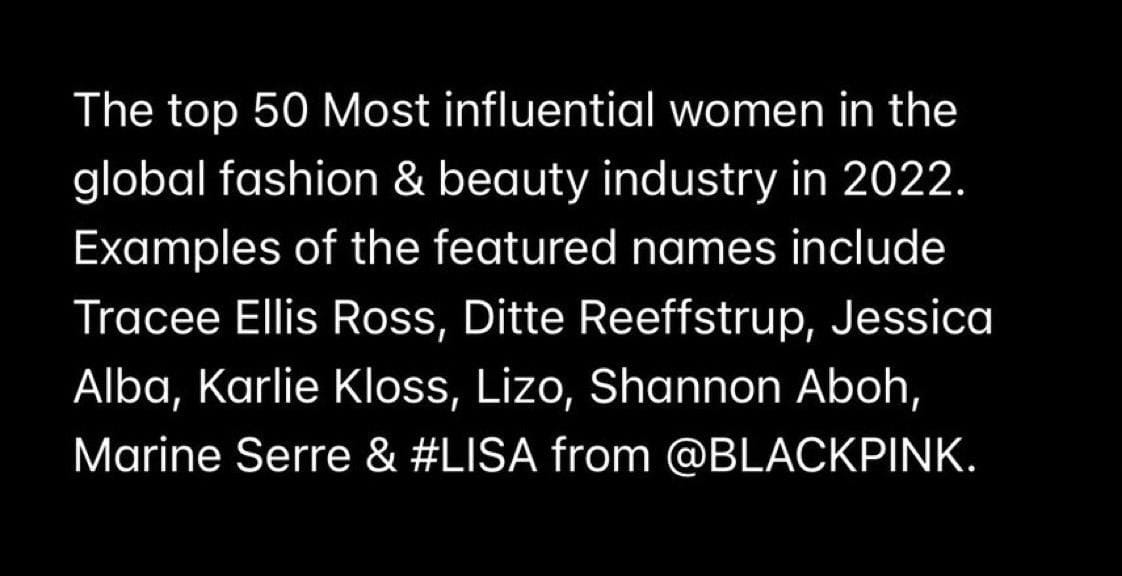 The top 50 Most influential women in the
global fashion & beauty industry in 2022.
Examples of the featured names include
Tracee Ellis Ross, Ditte Reeffstrup, Jessica
Alba, Karlie Kloss, Lizo, Shannon Aboh,
Marine Serre & #LISA from @BLACKPINK.